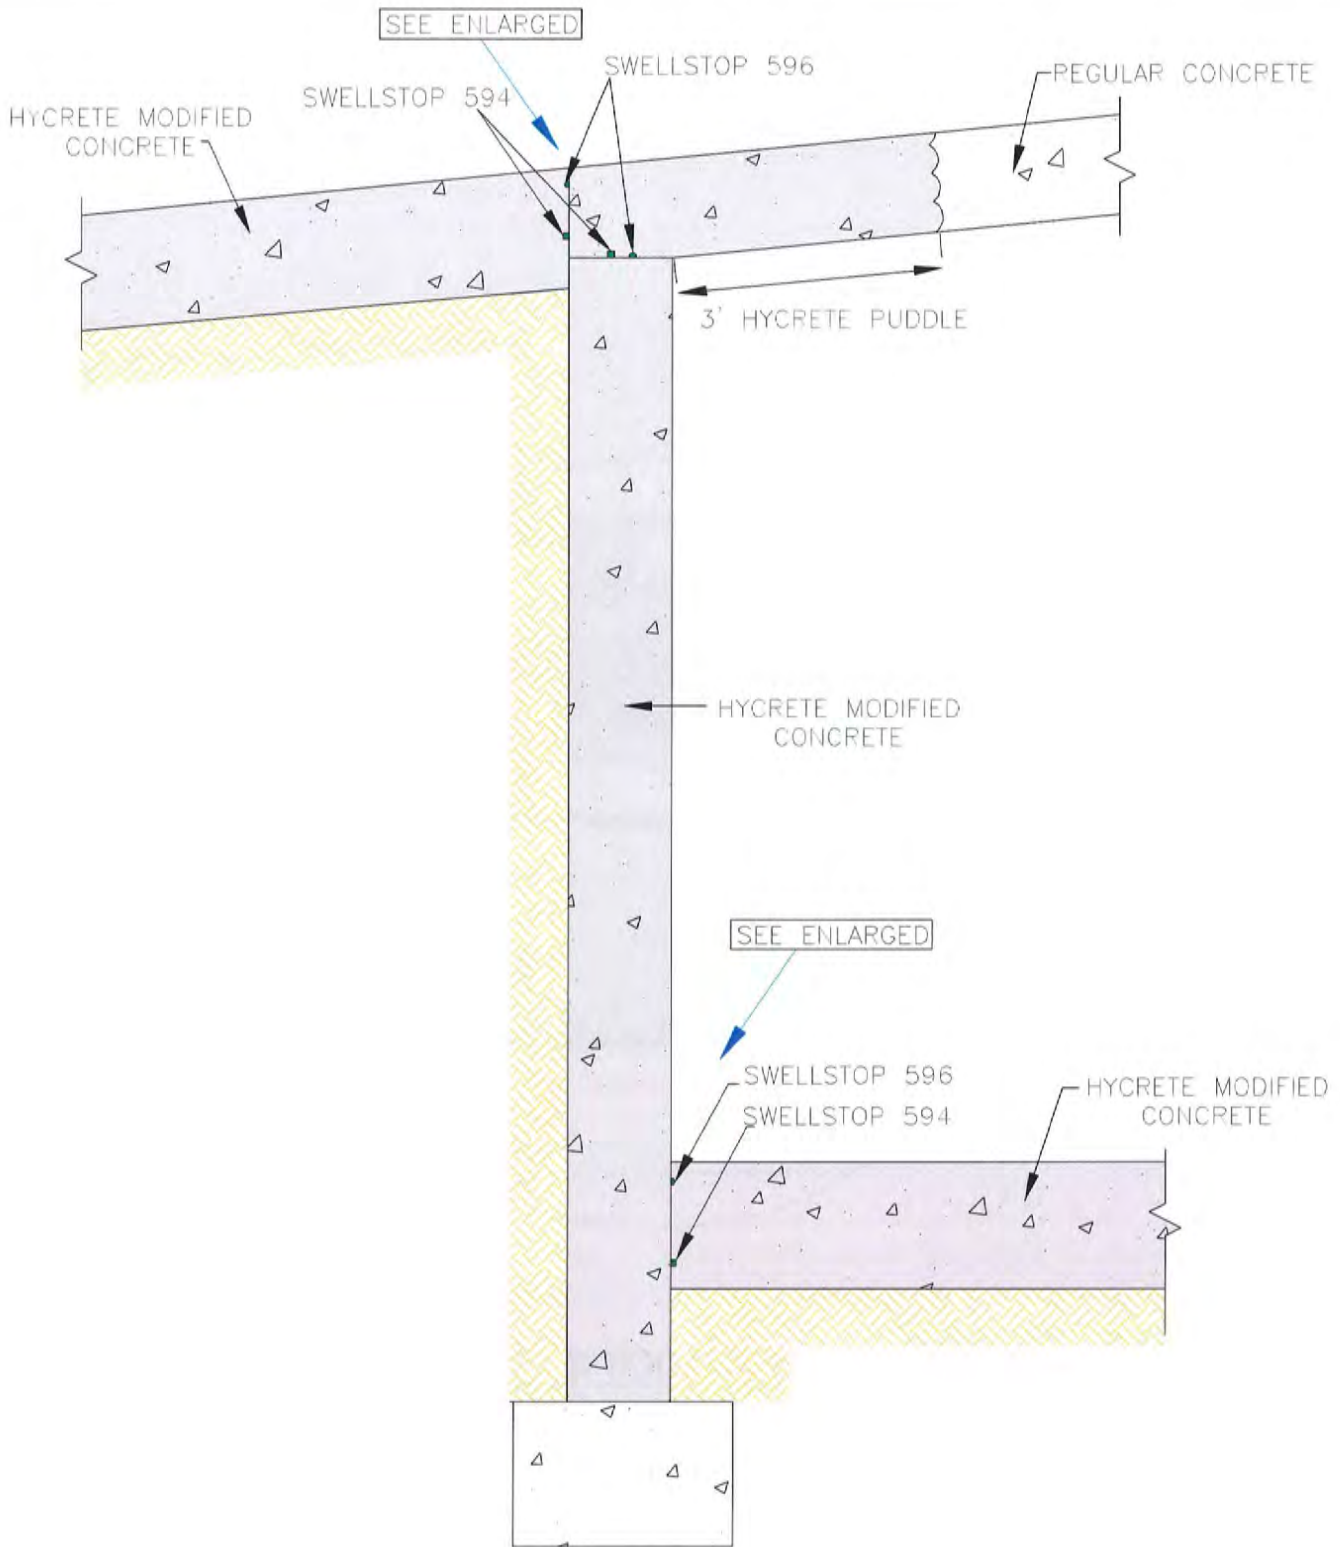 SEE ENLARGED
SWELLSTOP 596
REGULAR CONCRETE
SWELLSTOP 594
HYCRETE MODIFIED
CONCRETE
3' HYCRETE PUDDLE
HYCRETE MODIFIED
CONCRETE
SEE ENLARGED
SWELLSTOP 596
SWELLSTOP 594
HYCRETE MODIFIED
CONCRETE